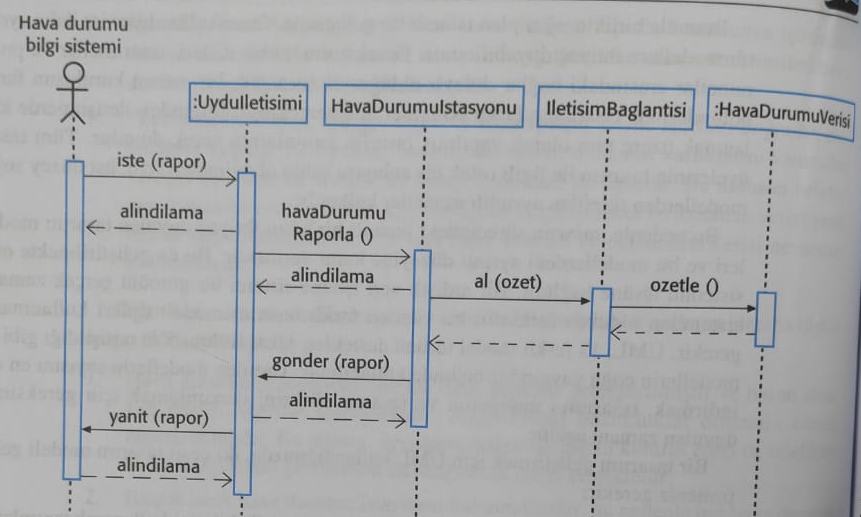 Hava durumu
bilgi sistemi
:UyduIletisimi
HavaDurumuIstasyonu
IletisimBaglantisi
:HavaDurumuVerisi
iste (rapor)
alindilama
havaDurumu
Raporla ()
alindilama
al (ozet)
ozetle ()
gonder (rapor)
alindilama
yanit (rapor)
alindilama
2.